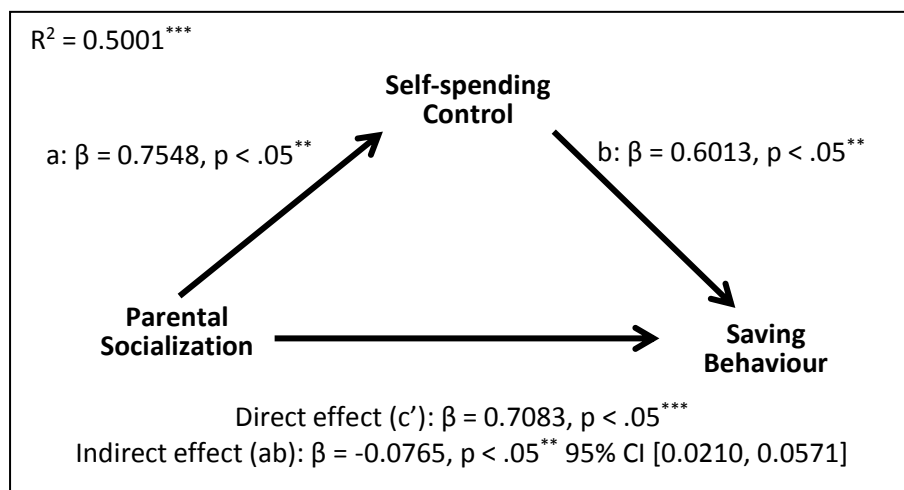 R² = 0.5001***
Self-spending
Control
a: β = 0.7548, p < .05**
b: β = 0.6013, p < .05**
Parental
Socialization
Saving
Behaviour
Direct effect (c’): β = 0.7083, p < .05***
Indirect effect (ab): β = -0.0765, p < .05** 95% CI [0.0210, 0.0571]